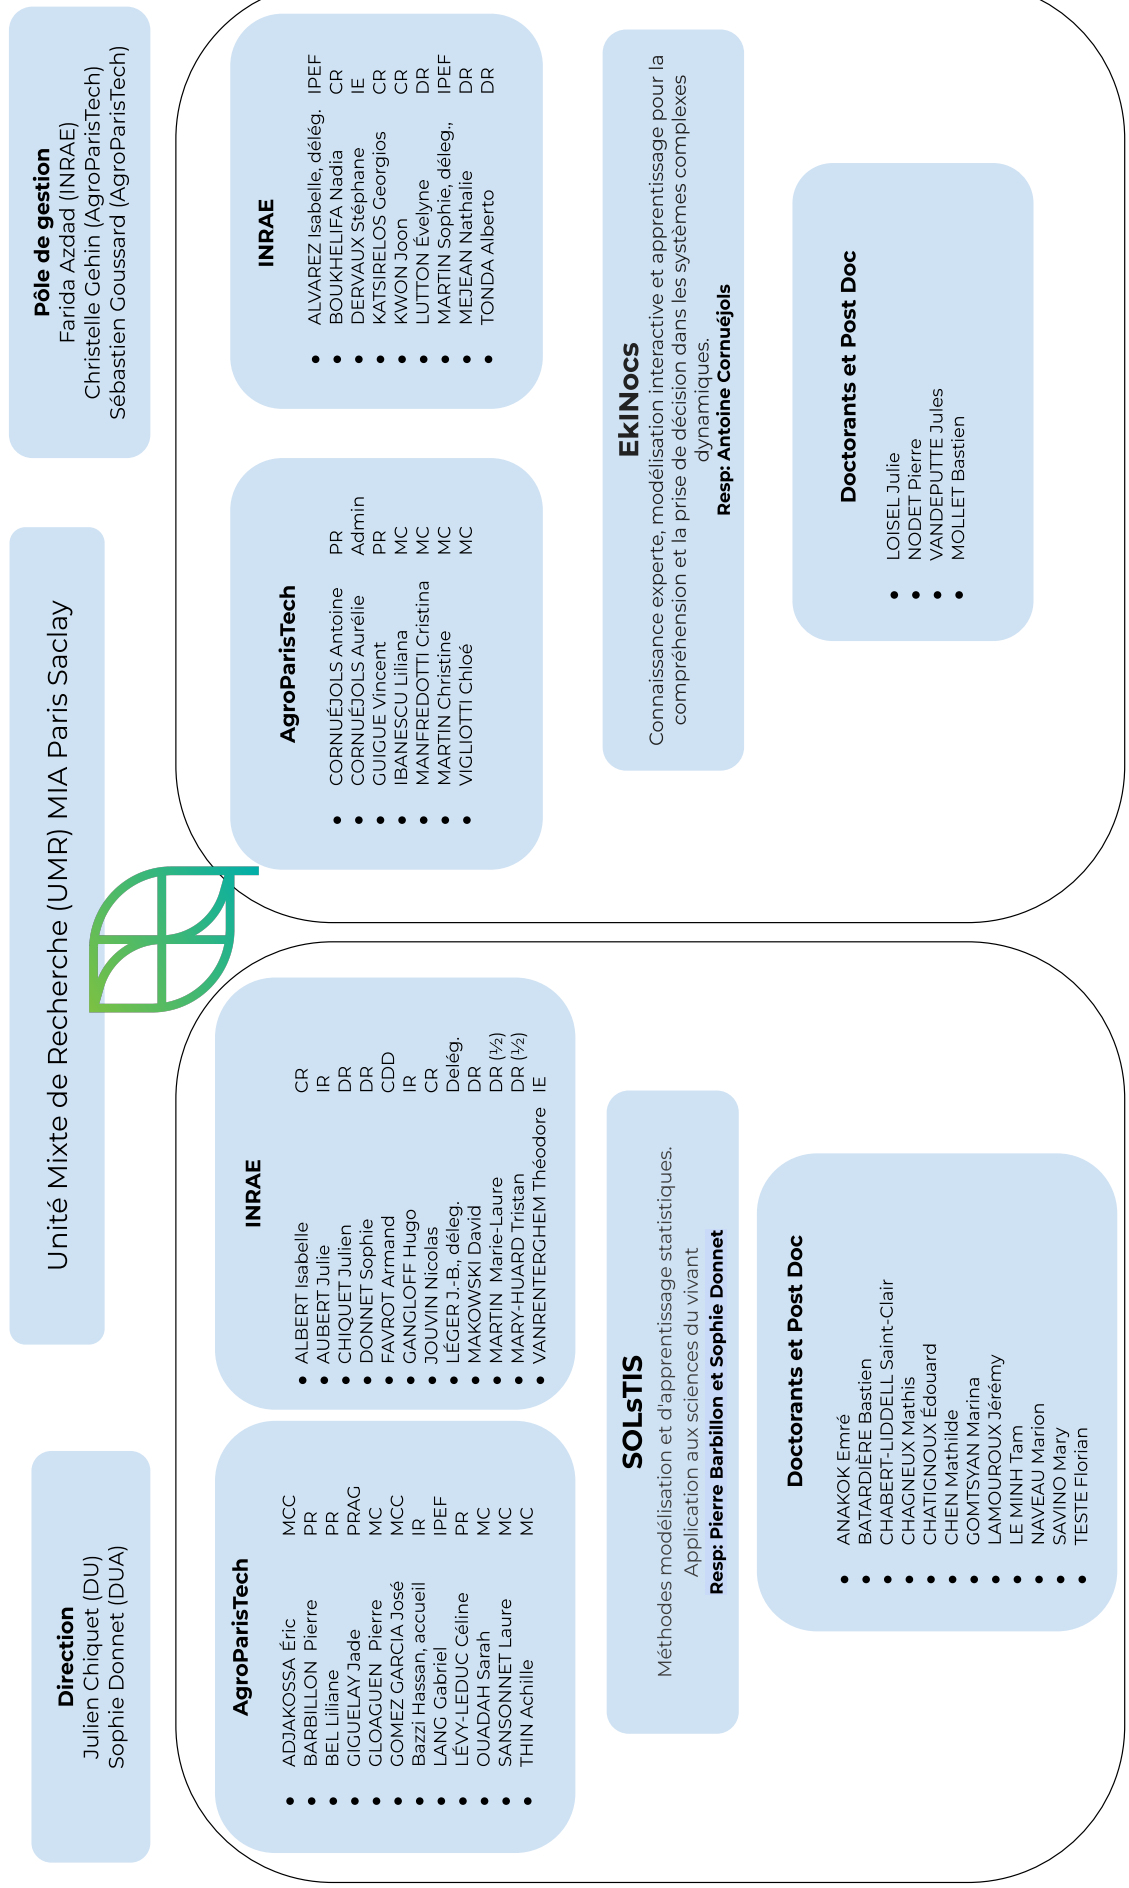 Direction
Julien Chiquet (DU)
Sophie Donnet (DUA)
Unité Mixte de Recherche (UMR) MIA Paris Saclay
Pôle de gestion
Farida Azdad (INRAE)
Christelle Gehin (AgroParisTech)
Sébastien Goussard (AgroParisTech)
AgroParisTech
• ADJAKOSSA Éric MCC
• BARBILLON Pierre PR
• BEL Liliane PR
• GIGUELAY Jade PRAG
• GLOAGUEN Pierre MC
• GOMEZ GARCIA José MCC
• Bazzi Hassan, accueil IR
• LANG Gabriel IPEF
• LÉVY-LEDUC Céline PR
• OUADAH Sarah MC
• SANSONNET Laure MC
• THIN Achille MC
INRAE
• ALBERT Isabelle CR
• AUBERT Julie IR
• CHIQUET Julien DR
• DONNET Sophie DR
• FAVROT Armand CDD
• GANGLOFF Hugo IR
• JOUVIN Nicolas CR
• LÉGER J.-B., déleg. Delég.
• MAKOWSKI David DR
• MARTIN Marie-Laure DR (½)
• MARY-HUARD Tristan DR (½)
• VANRENTERGHEM Théodore IE
SOLsTIS
Méthodes modélisation et d'apprentissage statistiques.
Application aux sciences du vivant
Resp: Pierre Barbillon et Sophie Donnet
Doctorants et Post Doc
• ANAKOK Emré
• BATARDIÈRE Bastien
• CHABERT-LIDDELL Saint-Clair
• CHAGNEUX Mathis
• CHATIGNOUX Édouard
• CHEN Mathilde
• GOMTSYAN Marina
• LAMOUROUX Jérémy
• LE MINH Tam
• NAVEAU Marion
• SAVINO Mary
• TESTE Florian
AgroParisTech
• CORNUÉJOLS Antoine PR
• CORNUÉJOLS Aurélie Admin
• GUIGUE Vincent PR
• IBANESCU Liliana MC
• MANFREDOTTI Cristina MC
• MARTIN Christine MC
• VIGLIOTTI Chloé MC
INRAE
• ALVAREZ Isabelle, délég. IPEF
• BOUKHELIFA Nadia CR
• DERVAUX Stéphane IE
• KATSIRELOS Georgios CR
• KWON Joon CR
• LUTTON Évelyne DR
• MARTIN Sophie, déleg., IPEF
• MEJEAN Nathalie DR
• TONDA Alberto DR
EkINocs
Connaissance experte, modélisation interactive et apprentissage pour la
compréhension et la prise de décision dans les systèmes complexes
dynamiques.
Resp: Antoine Cornuéjols
Doctorants et Post Doc
• LOISEL Julie
• NODET Pierre
• VANDEPUTTE Jules
• MOLLET Bastien